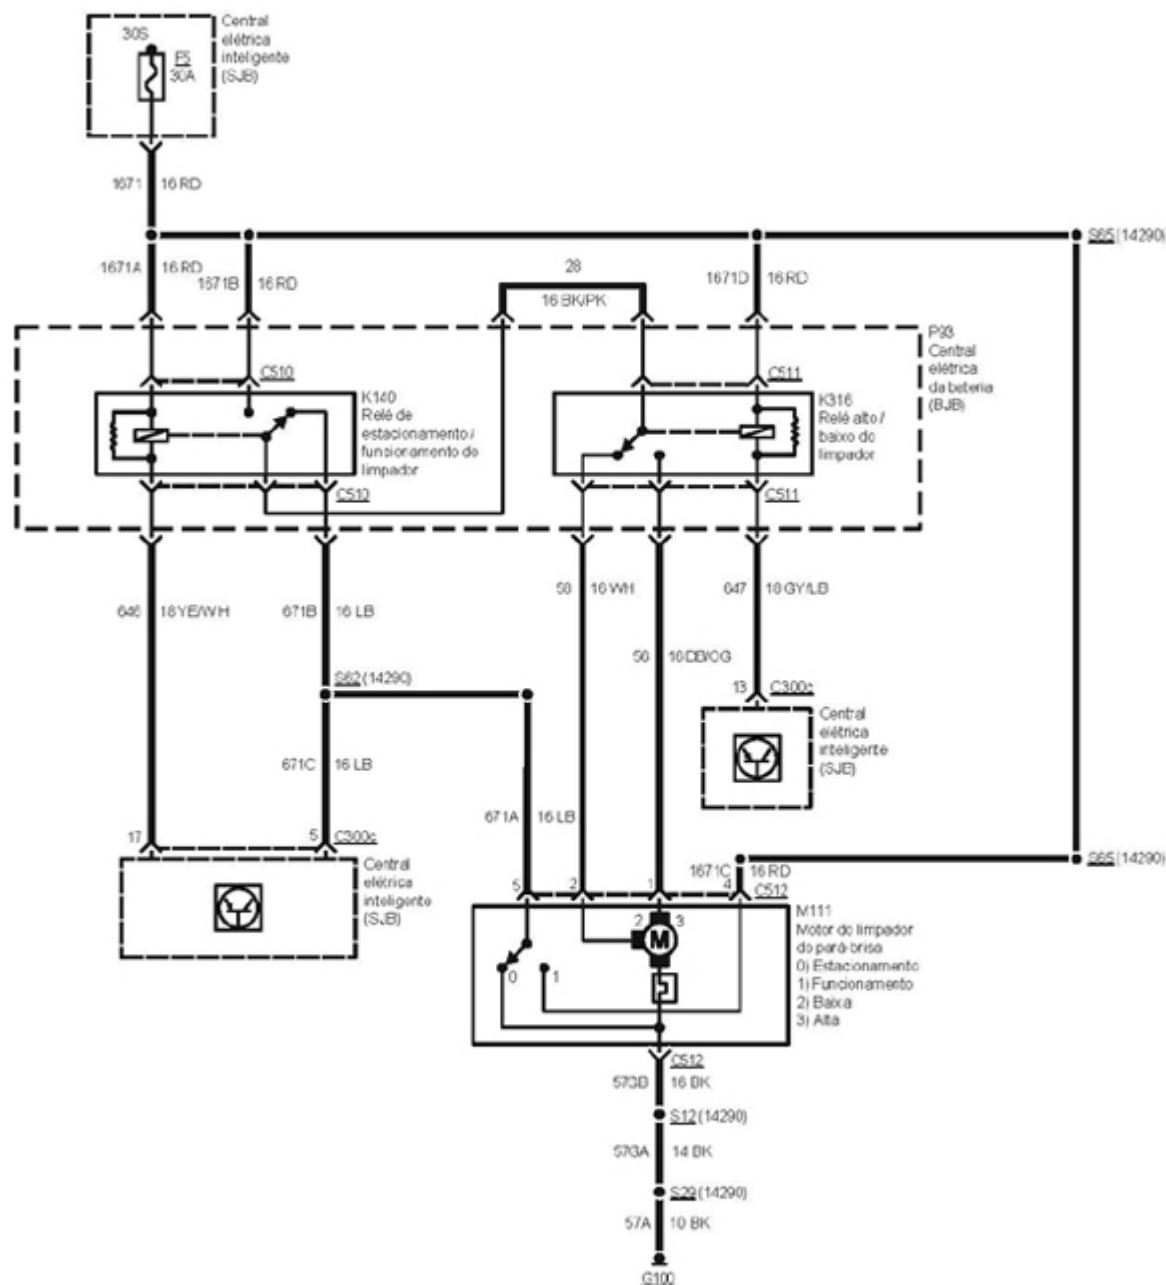 30S
F5
30A
Central
elétrica
inteligente
(SJB)
1671 16 RD
S65 (14290)
1671A 16 RD
1671B 16 RD
28
16 BK/PK
1671D 16 RD
P93
Central
elétrica
da bateria
(BJB)
C510
C511
K140
Relé de
estacionamento /
funcionamento do
limpador
K316
Relé alto /
baixo do
limpador
C510
C511
646 18 YE/WH
671B 16 LB
58 16 WH
647 18 GY/LB
56 16 DB/OG
S62 (14290)
13 C300c
Central
elétrica
inteligente
(SJB)
671C 16 LB
671A 16 LB
17
5 C300c
Central
elétrica
inteligente
(SJB)
1671C 16 RD
S65 (14290)
5
2
1
4
C512
M111
Motor do limpador
do pára-brisa
0) Estacionamento
1) Funcionamento
2) Baixa
3) Alta
2
3
M
0
1
C512
57GB 16 BK
S12 (14290)
57GA 14 BK
S29 (14290)
57A 10 BK
G100